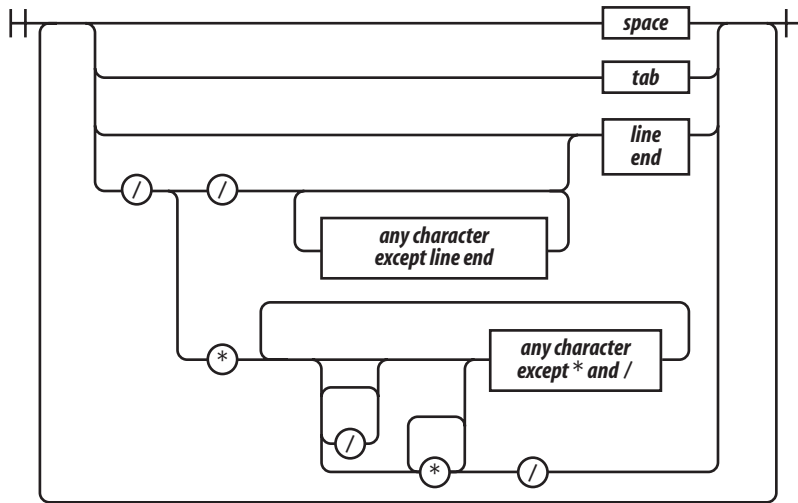 space
tab
line
end
/ /
any character
except line end
*
any character
except * and /
/
* /